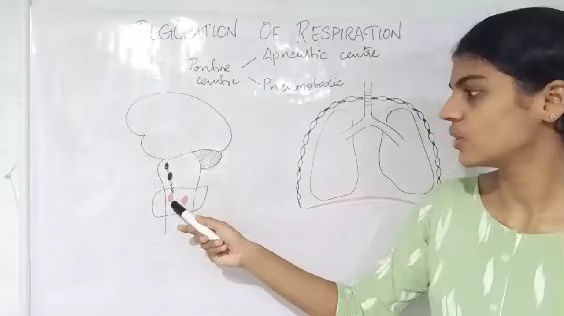 REGULATION OF RESPIRATION
Pontine centre
Apneustic centre
Pneumotaxic